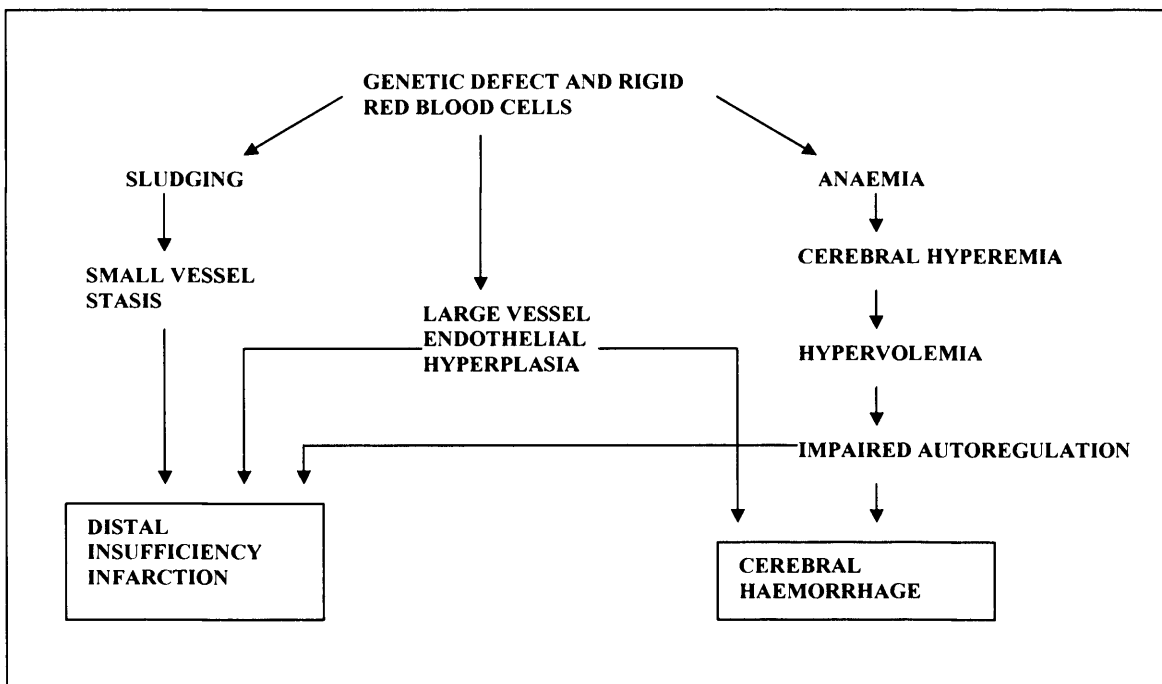 GENETIC DEFECT AND RIGID
RED BLOOD CELLS
SLUDGING
ANAEMIA
SMALL VESSEL
STASIS
CEREBRAL HYPEREMIA
LARGE VESSEL
ENDOTHELIAL
HYPERPLASIA
HYPERVOLEMIA
IMPAIRED AUTOREGULATION
DISTAL
INSUFFICIENCY
INFARCTION
CEREBRAL
HAEMORRHAGE